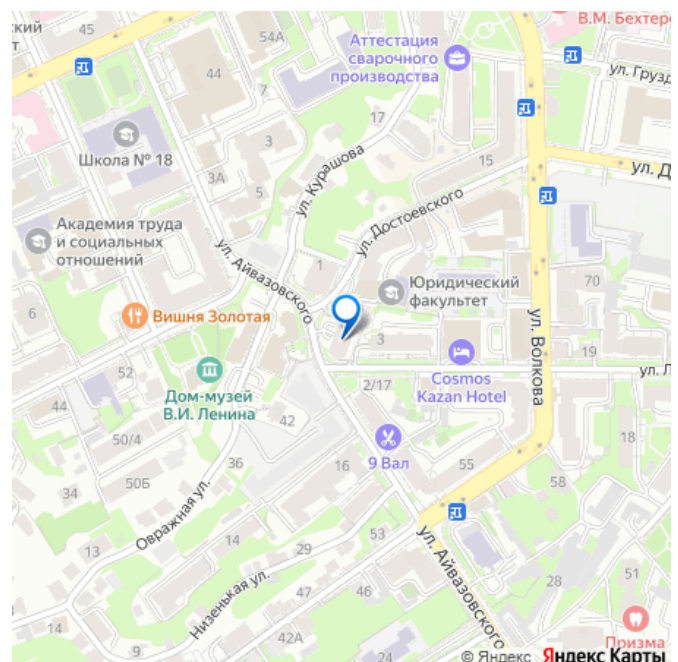 ский
т
45
54А
44
7
Аттестация
сварочного
производства
В.М. Бехтере
ул. Грузд
17
Школа № 18
3А
5
3
15
ул. Курашова
ул. Д
ул. Достоевского
Академия труда
и социальных
отношений
ул. Айвазовского
1
Юридический
факультет
70
6
Вишня Золотая
3
ул. Волкова
19
52
Дом-музей
В.И. Ленина
Cosmos
Kazan Hotel
ул. Л
2/17
44
42
50/4
9 Вал
18
36
16
55
50Б
58
34
Овражная ул.
53
13
14
29
ул. Айвазовского
Низенькая ул.
47
46
28
51
14
9
42А
24
Призма
© Яндекс Яндекс Карты